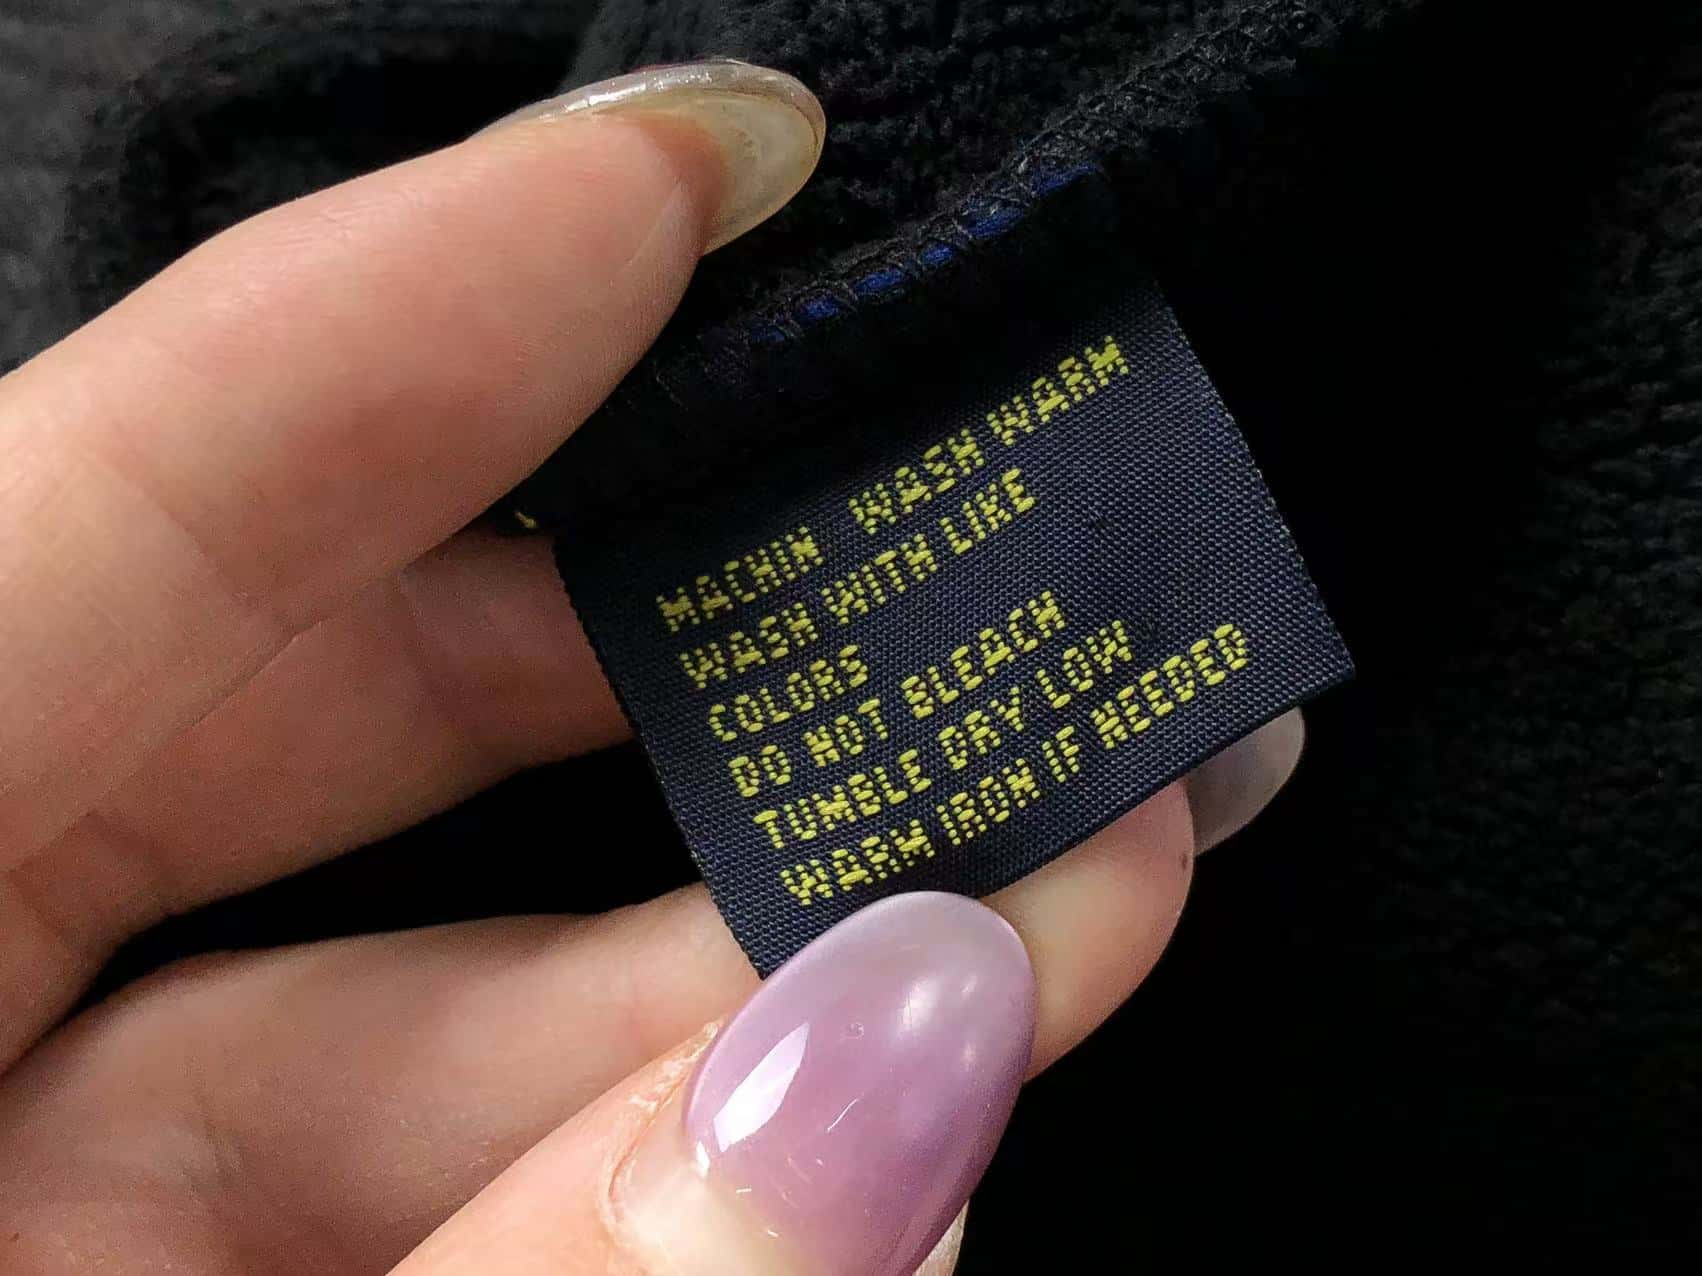 MACHIN WASH WARM
WASH WITH LIKE
COLORS
DO NOT BLEACH
TUMBLE DRY LOW
WARM IRON IF NEEDED